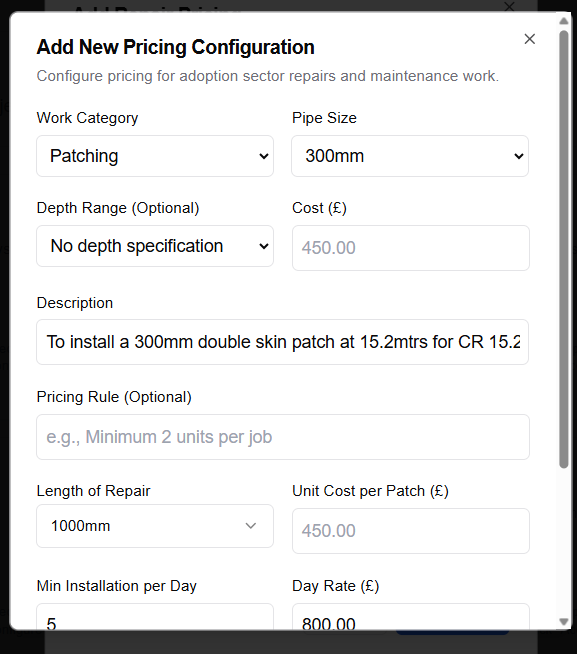 Add Repair Pricing
Add New Pricing Configuration
Configure pricing for adoption sector repairs and maintenance work.
Work Category
Pipe Size
Patching
300mm
Depth Range (Optional)
Cost (£)
No depth specification
450.00
Description
To install a 300mm double skin patch at 15.2mtrs for CR 15.2
Pricing Rule (Optional)
e.g., Minimum 2 units per job
Length of Repair
Unit Cost per Patch (£)
1000mm
450.00
Min Installation per Day
Day Rate (£)
5
800.00